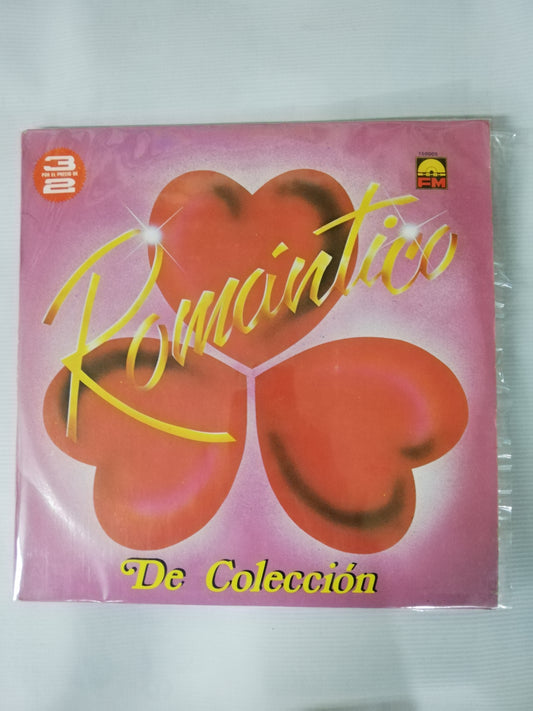 3
POR EL PRECIO DE
2
FM
Romántico
De Colección